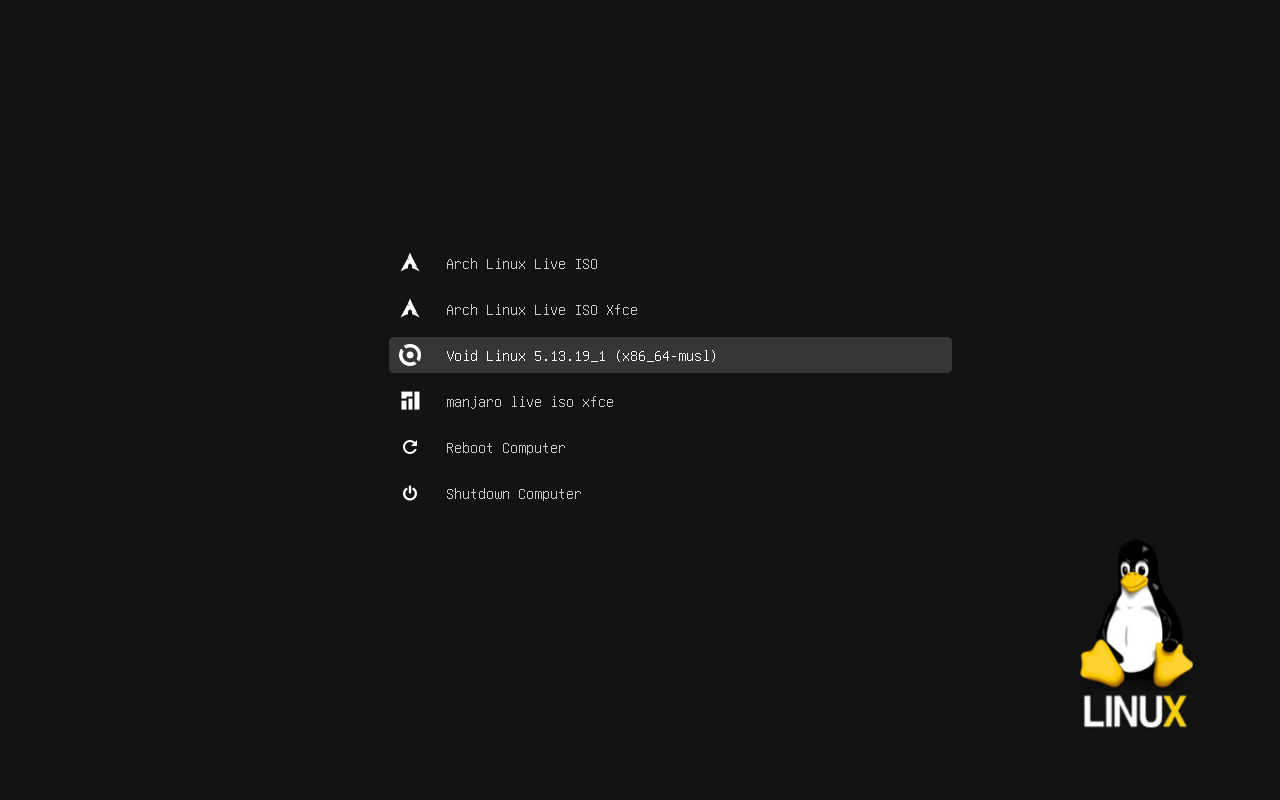 Arch Linux Live ISO
Arch Linux Live ISO Xfce
Void Linux 5.13.19_1 (x86_64-musl)
manjaro live iso xfce
Reboot Computer
Shutdown Computer
LINUX